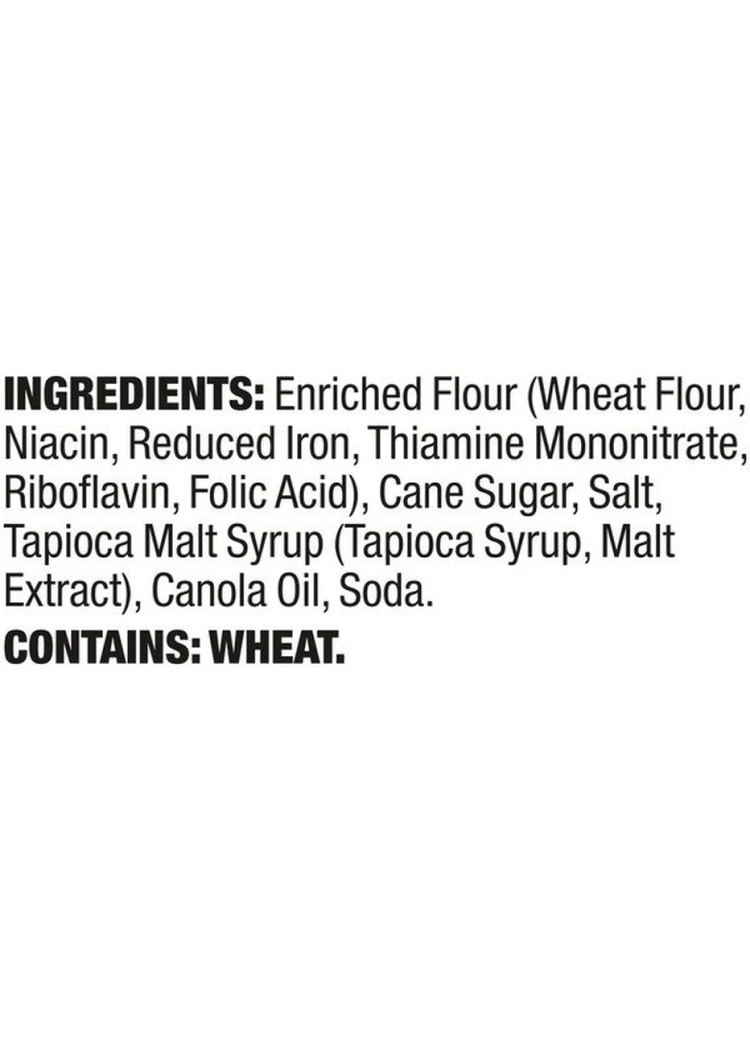 INGREDIENTS: Enriched Flour (Wheat Flour,
Niacin, Reduced Iron, Thiamine Mononitrate,
Riboflavin, Folic Acid), Cane Sugar, Salt,
Tapioca Malt Syrup (Tapioca Syrup, Malt
Extract), Canola Oil, Soda.
CONTAINS: WHEAT.